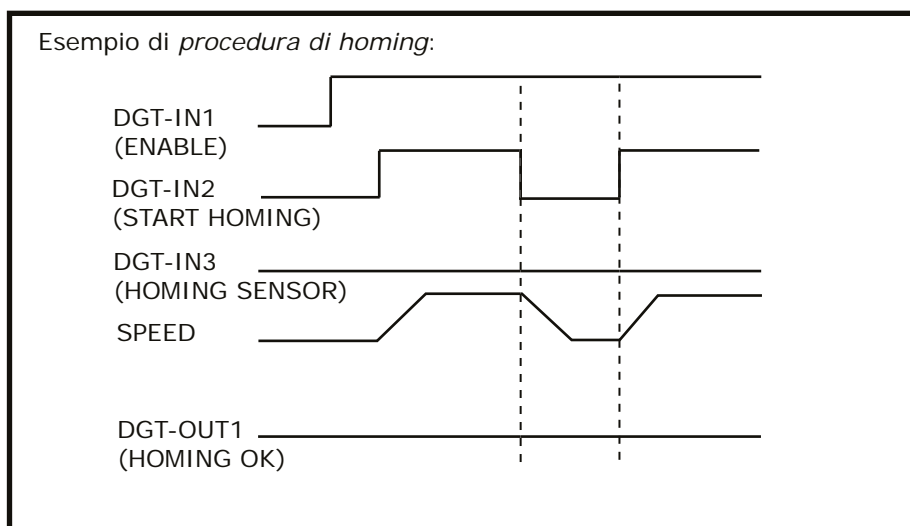 Esempio di procedura di homing:
DGT-IN1
(ENABLE)
DGT-IN2
(START HOMING)
DGT-IN3
(HOMING SENSOR)
SPEED
DGT-OUT1
(HOMING OK)